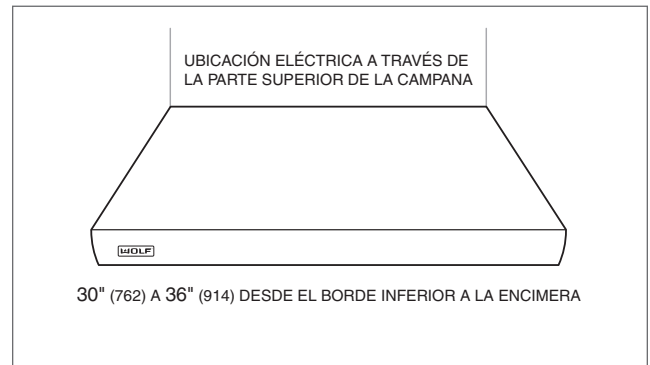 UBICACIÓN ELÉCTRICA A TRAVÉS DE
LA PARTE SUPERIOR DE LA CAMPANA
WOLF
30" (762) A 36" (914) DESDE EL BORDE INFERIOR A LA ENCIMERA